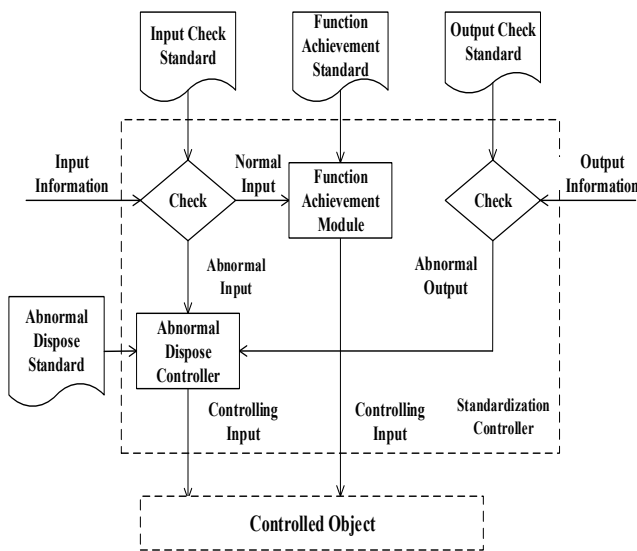 Input Check
Standard
Function
Achievement
Standard
Output Check
Standard
Input
Information
Check
Normal
Input
Function
Achievement
Module
Check
Output
Information
Abnormal
Input
Abnormal
Output
Abnormal
Dispose
Standard
Abnormal
Dispose
Controller
Controlling
Input
Controlling
Input
Standardization
Controller
Controlled Object